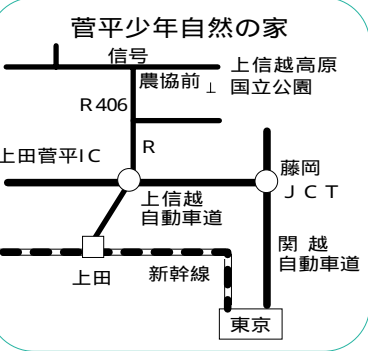 菅平少年自然の家
信号
農協前
上信越高原
国立公園
R406
R
上田菅平IC
藤岡
JCT
上信越
自動車道
関越
自動車道
上田
新幹線
東京